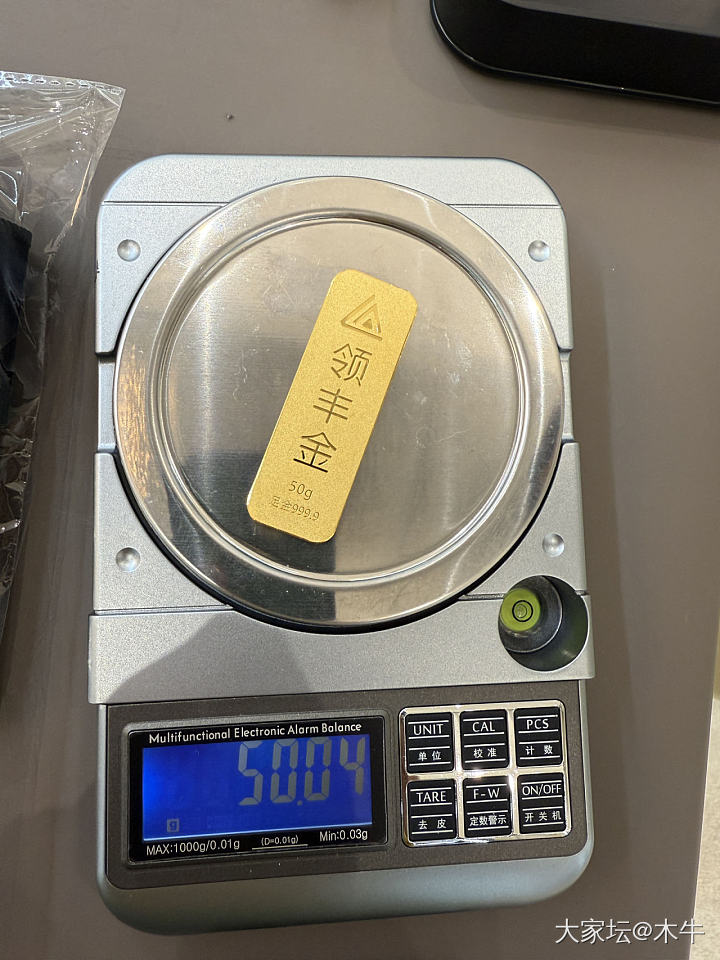 领
丰
金
50g
足金999.9
Multifunctional Electronic Alarm Balance
50.04
g
MAX:1000g/0.01g (D=0.01g) Min:0.03g
UNIT
单位
CAL
校准
PCS
计数
TARE
去皮
F-W
定数警示
ON/OFF
开关机
大家坛@木牛